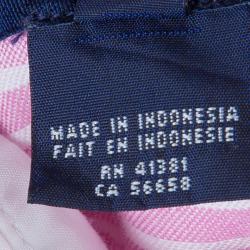 MADE IN INDONESIA
FAIT EN INDONESIE
RN 41381
CA 56658